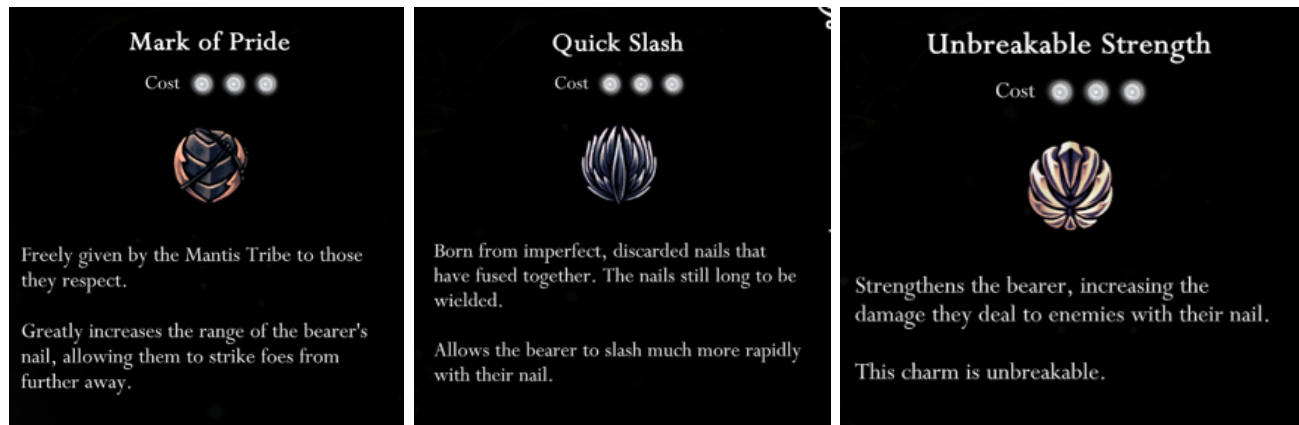 Mark of Pride
Cost
Freely given by the Mantis Tribe to those
they respect.
Greatly increases the range of the bearer's
nail, allowing them to strike foes from
further away.
Quick Slash
Cost
Born from imperfect, discarded nails that
have fused together. The nails still long to be
wielded.
Allows the bearer to slash much more rapidly
with their nail.
Unbreakable Strength
Cost
Strengthens the bearer, increasing the
damage they deal to enemies with their nail.
This charm is unbreakable.